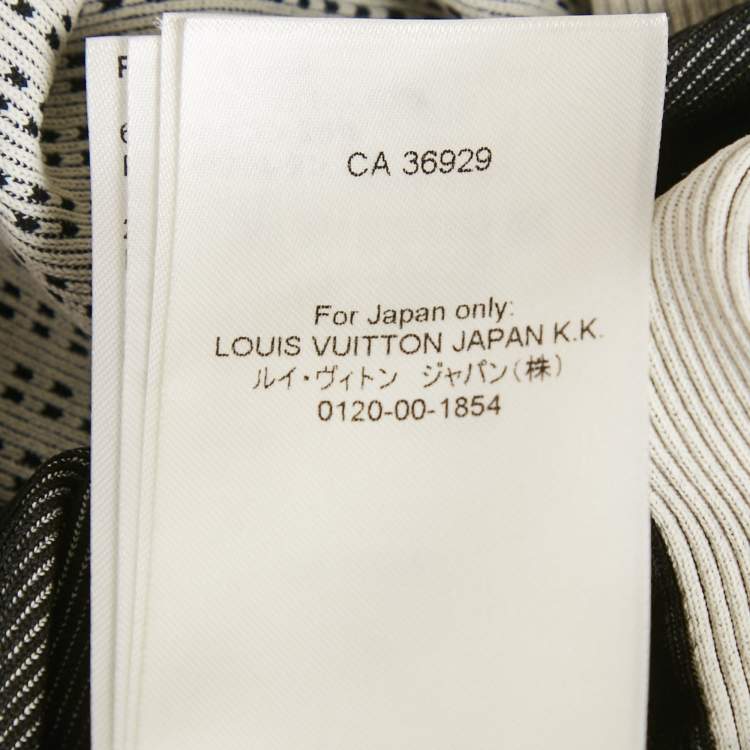 CA 36929
For Japan only:
LOUIS VUITTON JAPAN K.K.
ルイ・ヴィトン ジャパン(株)
0120-00-1854